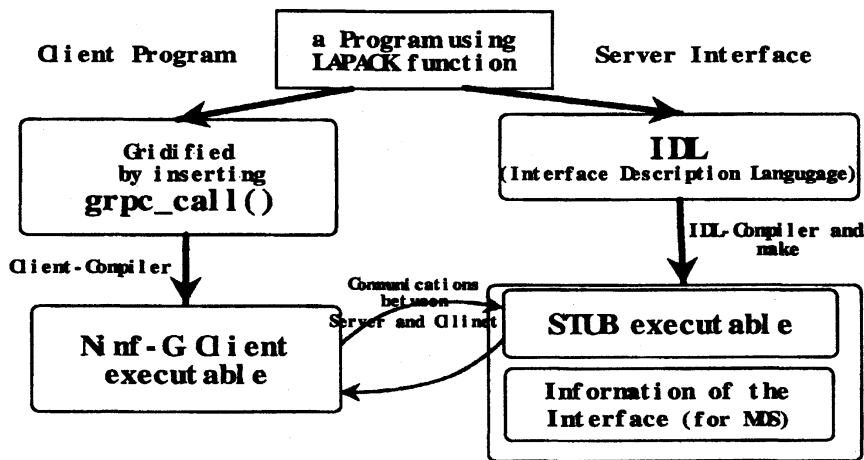 Client Program
a Program using
LAPACK function
Server Interface
Gridified
by inserting
grpc_call()
IDL
(Interface Description Langugage)
Client-Compiler
IDL-Compiler and
make
Communications
between
Server and Clinet
Ninf-G Client
executable
STUB executable
Information of the
Interface (for MDS)